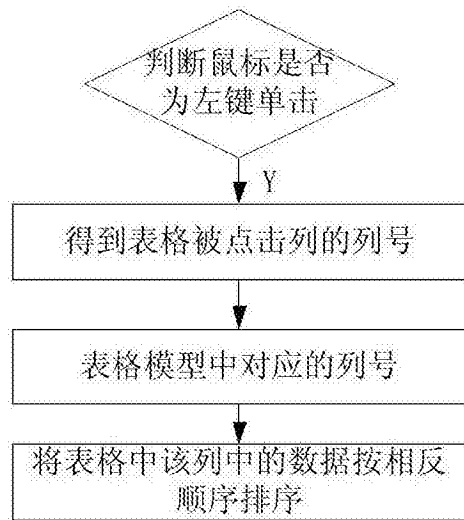 判断鼠标是否
为左键单击
Y
得到表格被点击列的列号
表格模型中对应的列号
将表格中该列中的数据按相反
顺序排序